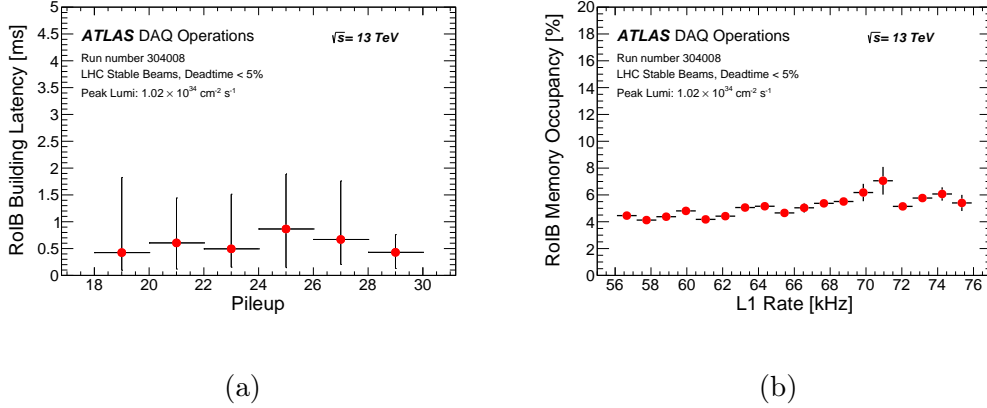 RoIB Building Latency [ms]
5
4.5
4
3.5
3
2.5
2
1.5
1
0.5
0
ATLAS DAQ Operations
√s= 13 TeV
Run number 304008
LHC Stable Beams, Deadtime < 5%
Peak Lumi: 1.02 × 10³⁴ cm⁻² s⁻¹
18 20 22 24 26 28 30
Pileup
(a)
RoIB Memory Occupancy [%]
20
18
16
14
12
10
8
6
4
2
0
ATLAS DAQ Operations
√s= 13 TeV
Run number 304008
LHC Stable Beams, Deadtime < 5%
Peak Lumi: 1.02 × 10³⁴ cm⁻² s⁻¹
56 58 60 62 64 66 68 70 72 74 76
L1 Rate [kHz]
(b)